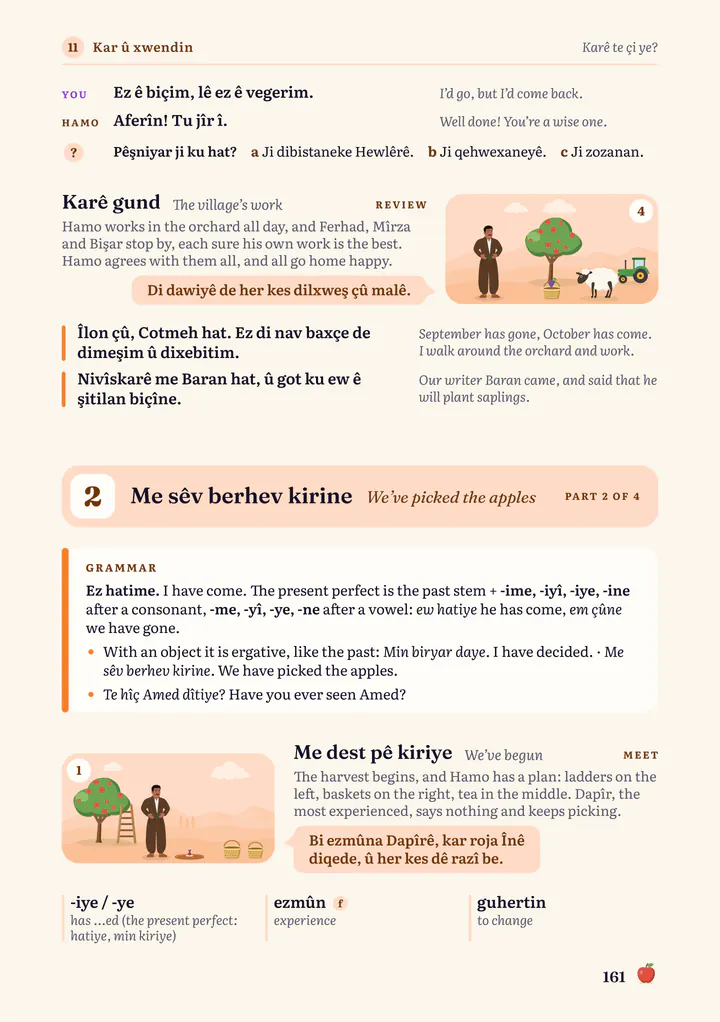 11 Kar û xwendin
Karê te çi ye?
YOU Ez ê biçim, lê ez ê vegerim. I’d go, but I’d come back.
HAMO Aferîn! Tu jîr î. Well done! You’re a wise one.
? Pêşniyar ji ku hat? a Ji dibistaneke Hewlêrê. b Ji qehwexaneyê. c Ji zozanan.
Karê gund The village’s work REVIEW
Hamo works in the orchard all day, and Ferhad, Mîrza
and Bişar stop by, each sure his own work is the best.
Hamo agrees with them all, and all go home happy.
Di dawiyê de her kes dilxweş çû malê.
4
Îlon çû, Cotmeh hat. Ez di nav baxçe de
dimeşim û dixebitim.
September has gone, October has come.
I walk around the orchard and work.
Nivîskarê me Baran hat, û got ku ew ê
şitilan biçîne.
Our writer Baran came, and said that he
will plant saplings.
2 Me sêv berhev kirine We’ve picked the apples PART 2 OF 4
GRAMMAR
Ez hatime. I have come. The present perfect is the past stem + -ime, -iyî, -iye, -ine
after a consonant, -me, -yî, -ye, -ne after a vowel: ew hatiye he has come, em çûne
we have gone.
• With an object it is ergative, like the past: Min biryar daye. I have decided. · Me
sêv berhev kirine. We have picked the apples.
• Te hîç Amed dîtiye? Have you ever seen Amed?
1
Me dest pê kiriye We’ve begun MEET
The harvest begins, and Hamo has a plan: ladders on the
left, baskets on the right, tea in the middle. Dapîr, the
most experienced, says nothing and keeps picking.
Bi ezmûna Dapîrê, kar roja Înê
diqede, û her kes dê razî be.
-iye / -ye
has ...ed (the present perfect:
hatiye, min kiriye)
ezmûn f
experience
guhertin
to change
161